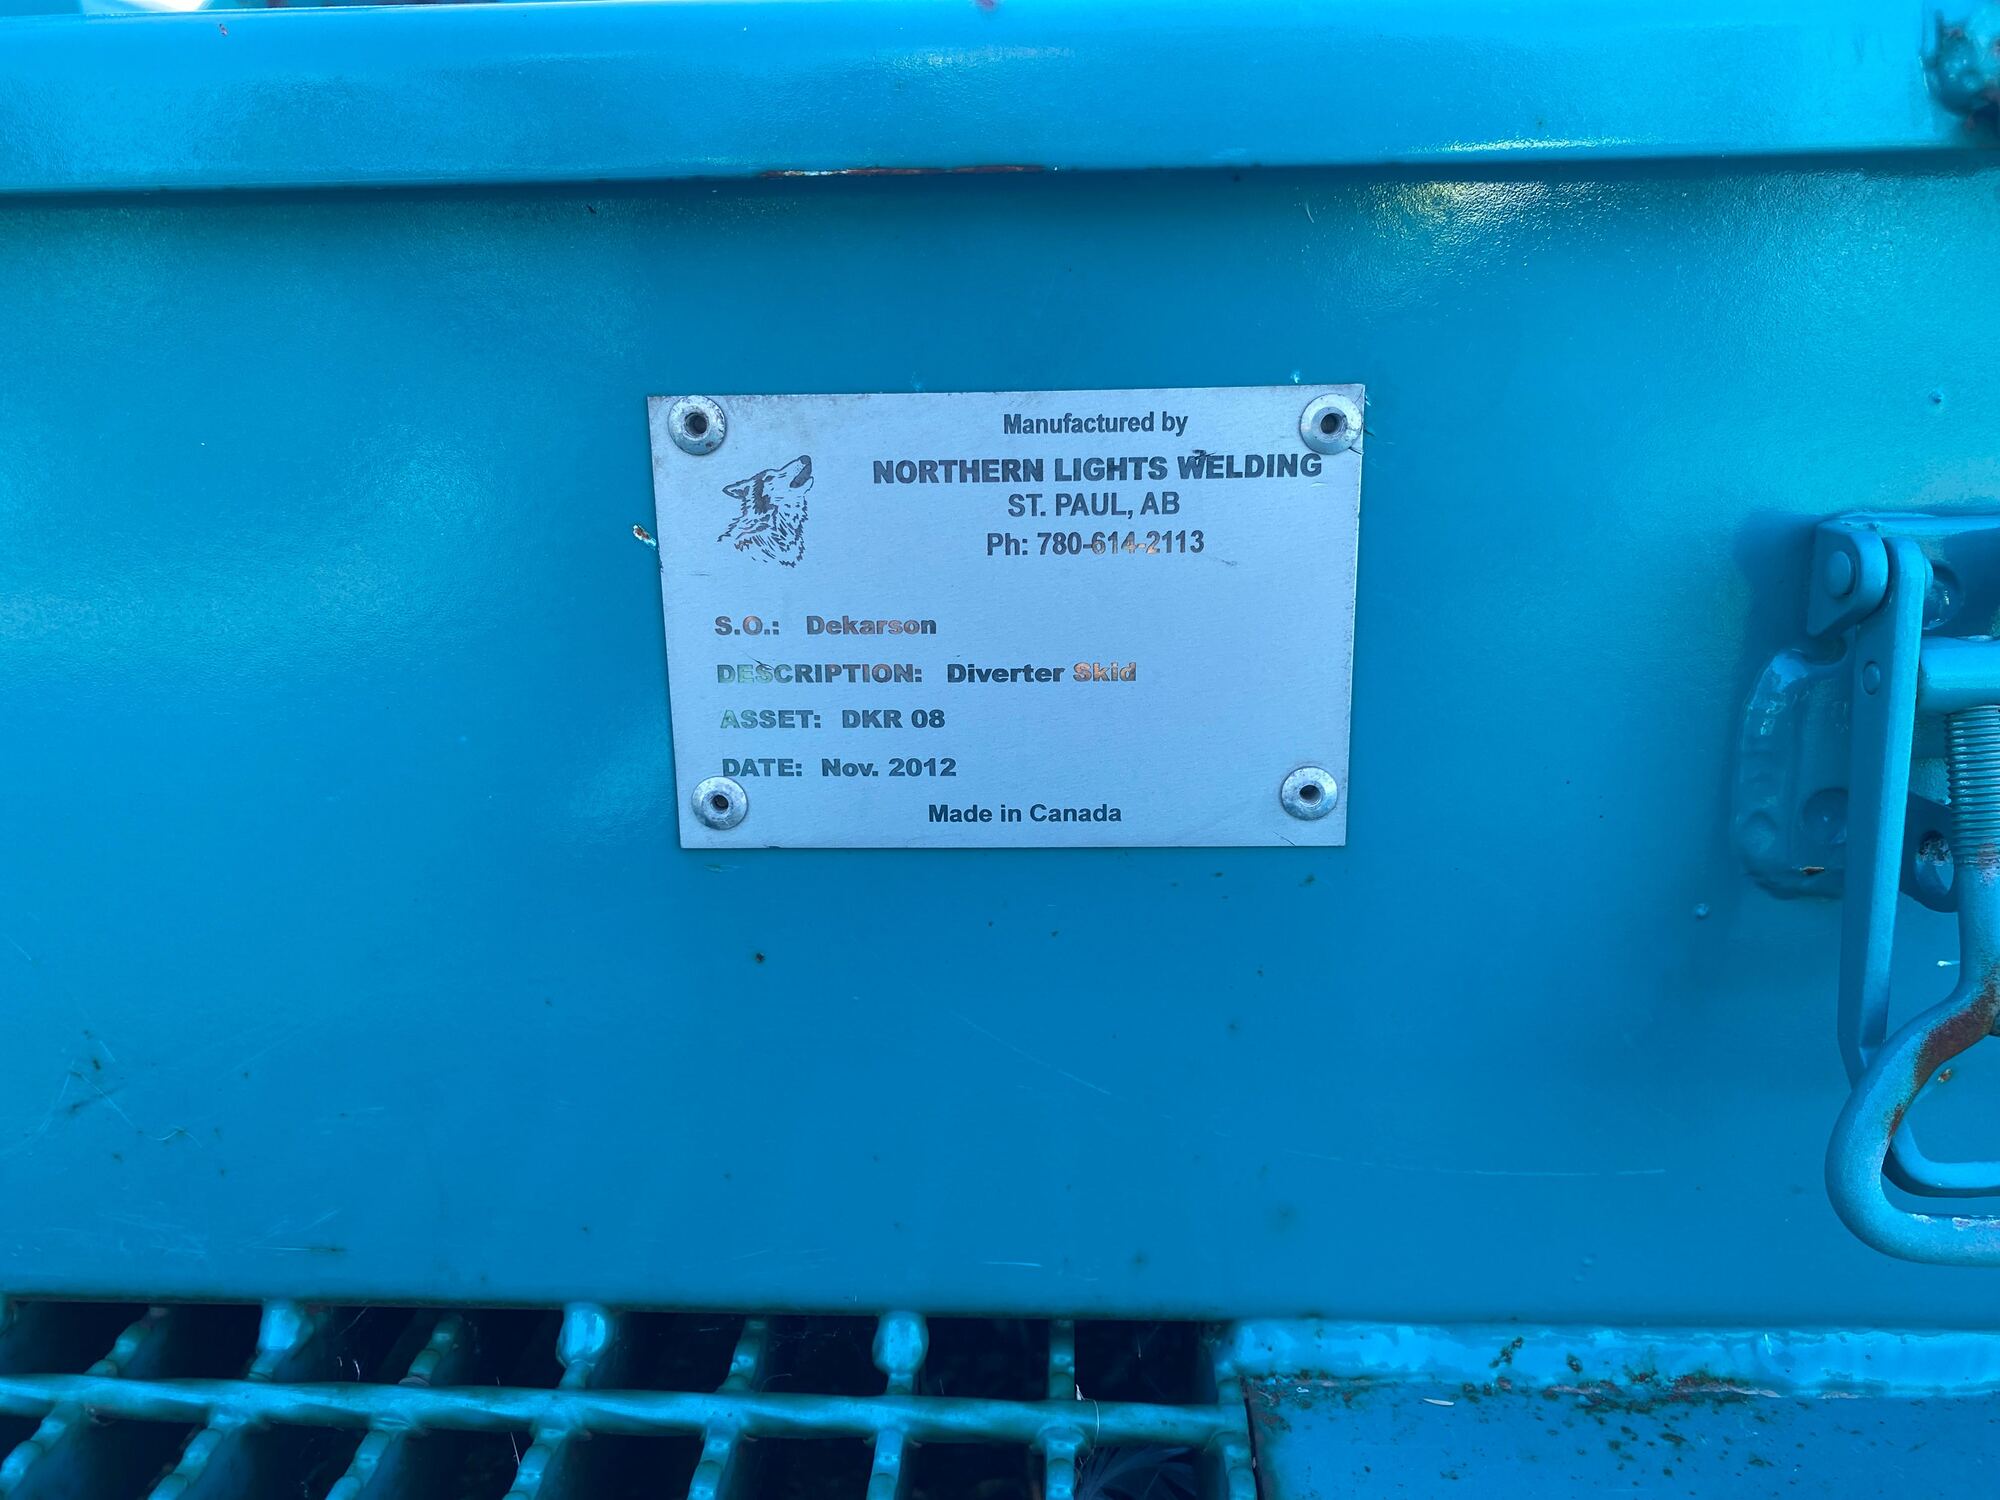 Manufactured by
NORTHERN LIGHTS WELDING
ST. PAUL, AB
Ph: 780-614-2113
S.O.: Dekarson
DESCRIPTION: Diverter Skid
ASSET: DKR 08
DATE: Nov. 2012
Made in Canada